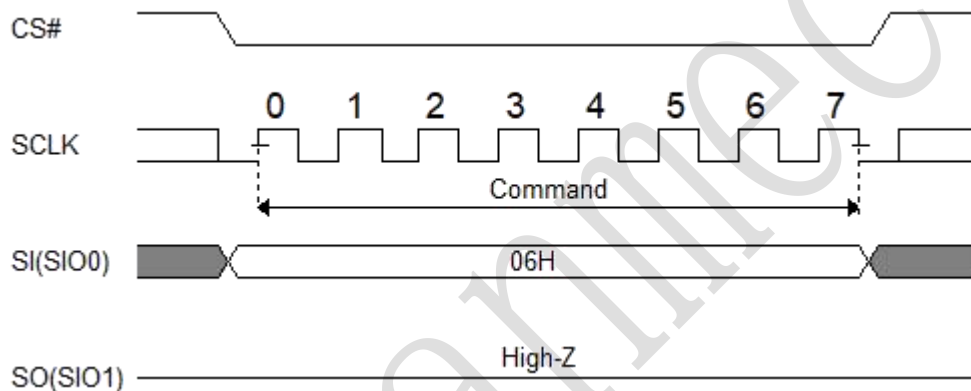 CS#
0 1 2 3 4 5 6 7
SCLK
Command
SI(SIO0)
06H
High-Z
SO(SIO1)